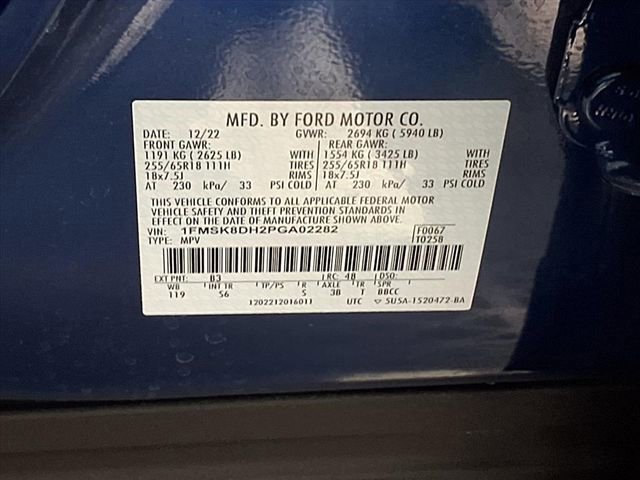 MFD. BY FORD MOTOR CO.
DATE: 12/22 GVWR: 2694 KG ( 5940 LB)
FRONT GAWR: REAR GAWR:
1191 KG ( 2625 LB) WITH 1554 KG ( 3425 LB) WITH
255/65R18 111H TIRES 255/65R18 111H TIRES
18x7.5J RIMS 18x7.5J RIMS
AT 230 kPa/ 33 PSI COLD AT 230 kPa/ 33 PSI COLD
THIS VEHICLE CONFORMS TO ALL APPLICABLE FEDERAL MOTOR
VEHICLE SAFETY AND THEFT PREVENTION STANDARDS IN
EFFECT ON THE DATE OF MANUFACTURE SHOWN ABOVE.
VIN: 1FMSK8DH2PGA02282 F0067
TYPE: MPV T025B
EXT PNT: B3 RC: 48 DSO:
WB INT TR TP/PS R AXLE TR SPR
119 S6 S 3B T BBCC
1202212016011 UTC ▽ 5U5A-1520472-BA